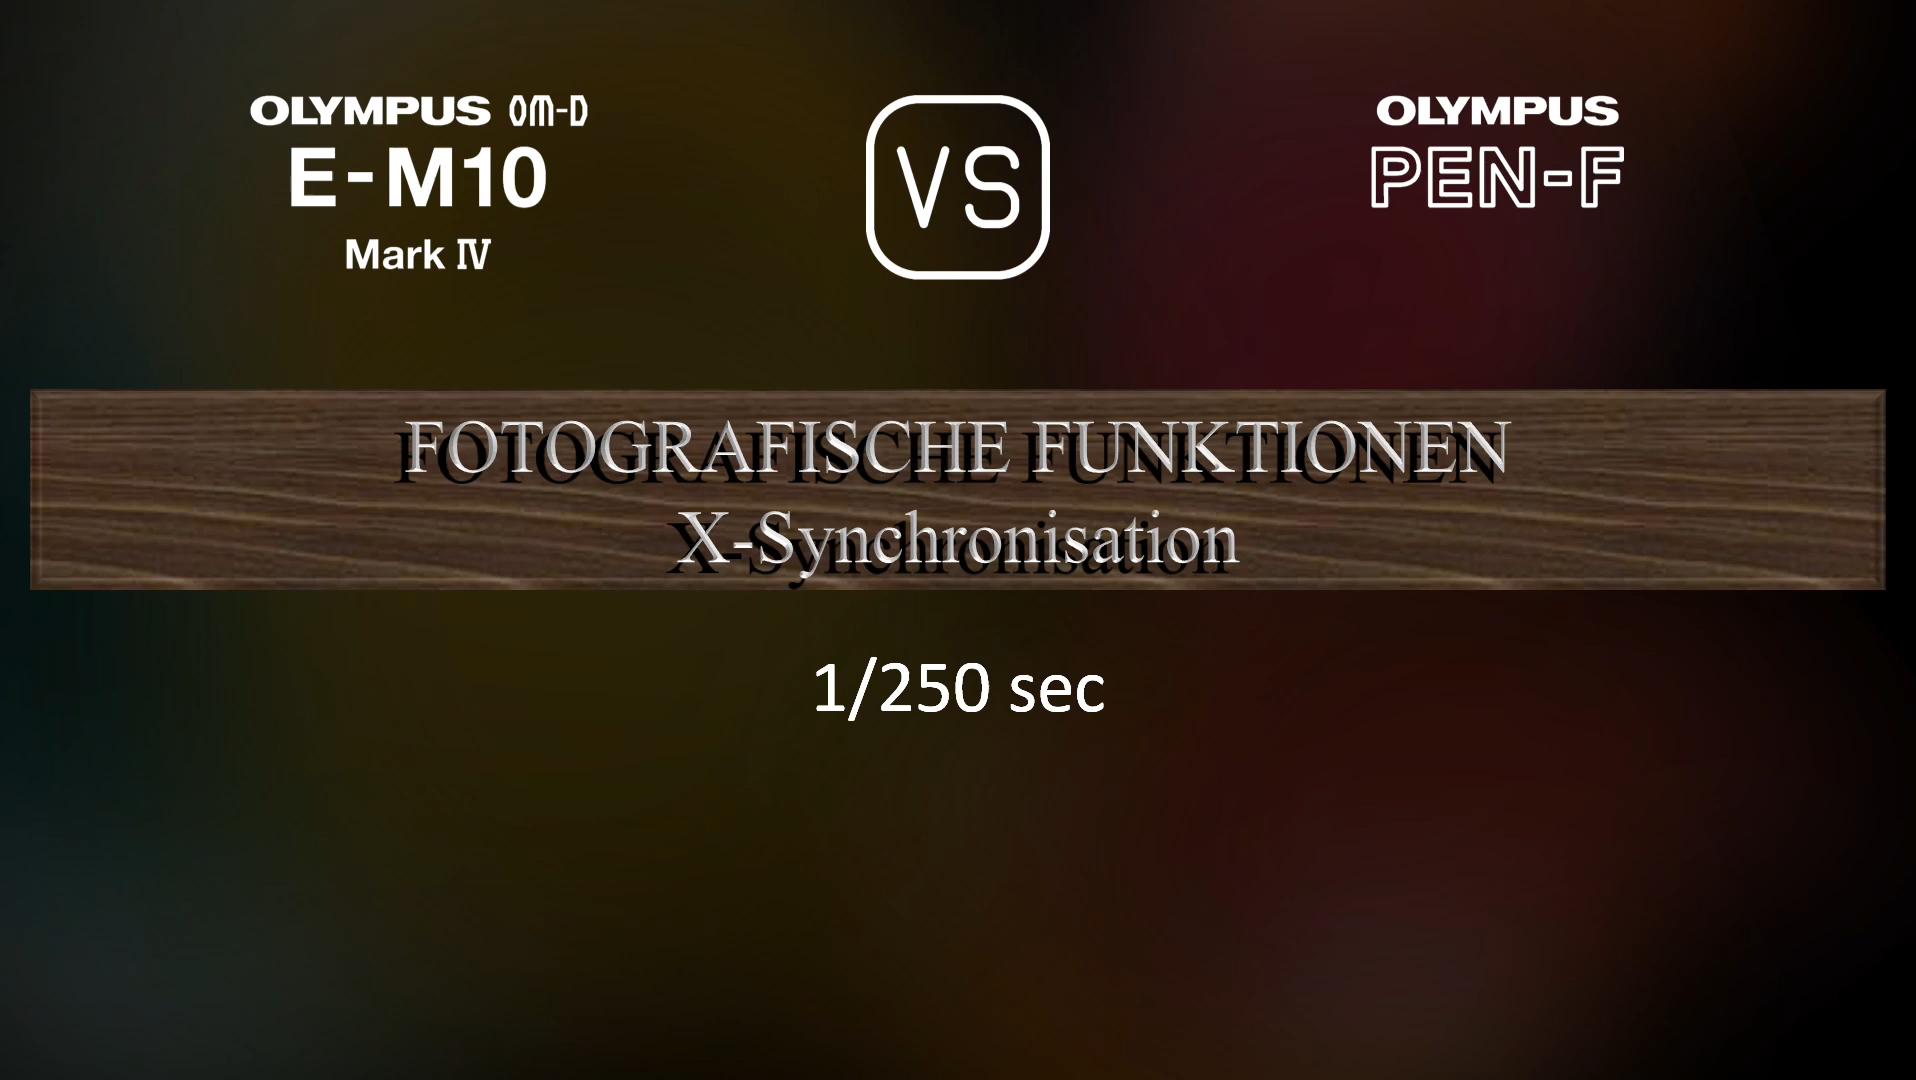 OLYMPUS OM-D
E-M10
Mark IV
VS
OLYMPUS
PEN-F
FOTOGRAFISCHE FUNKTIONEN
X-Synchronisation
1/250 sec